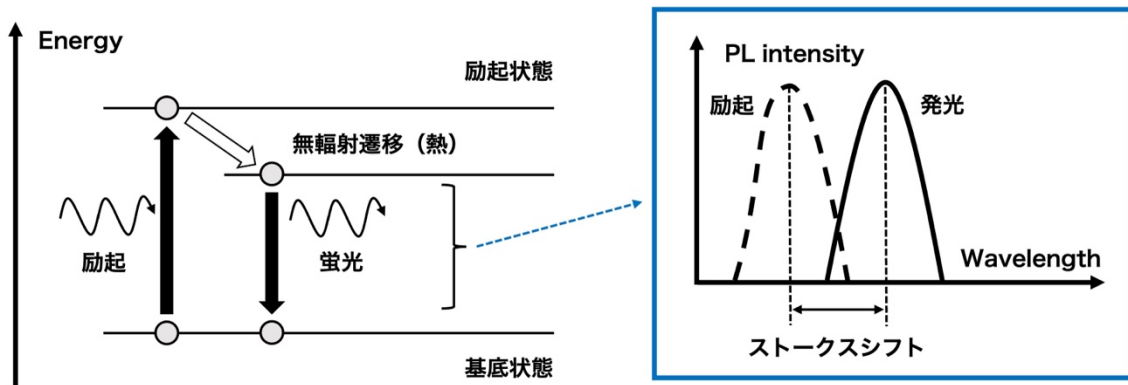 Energy
励起状態
無輻射遷移（熱）
励起
蛍光
基底状態
PL intensity
励起
発光
Wavelength
ストークスシフト